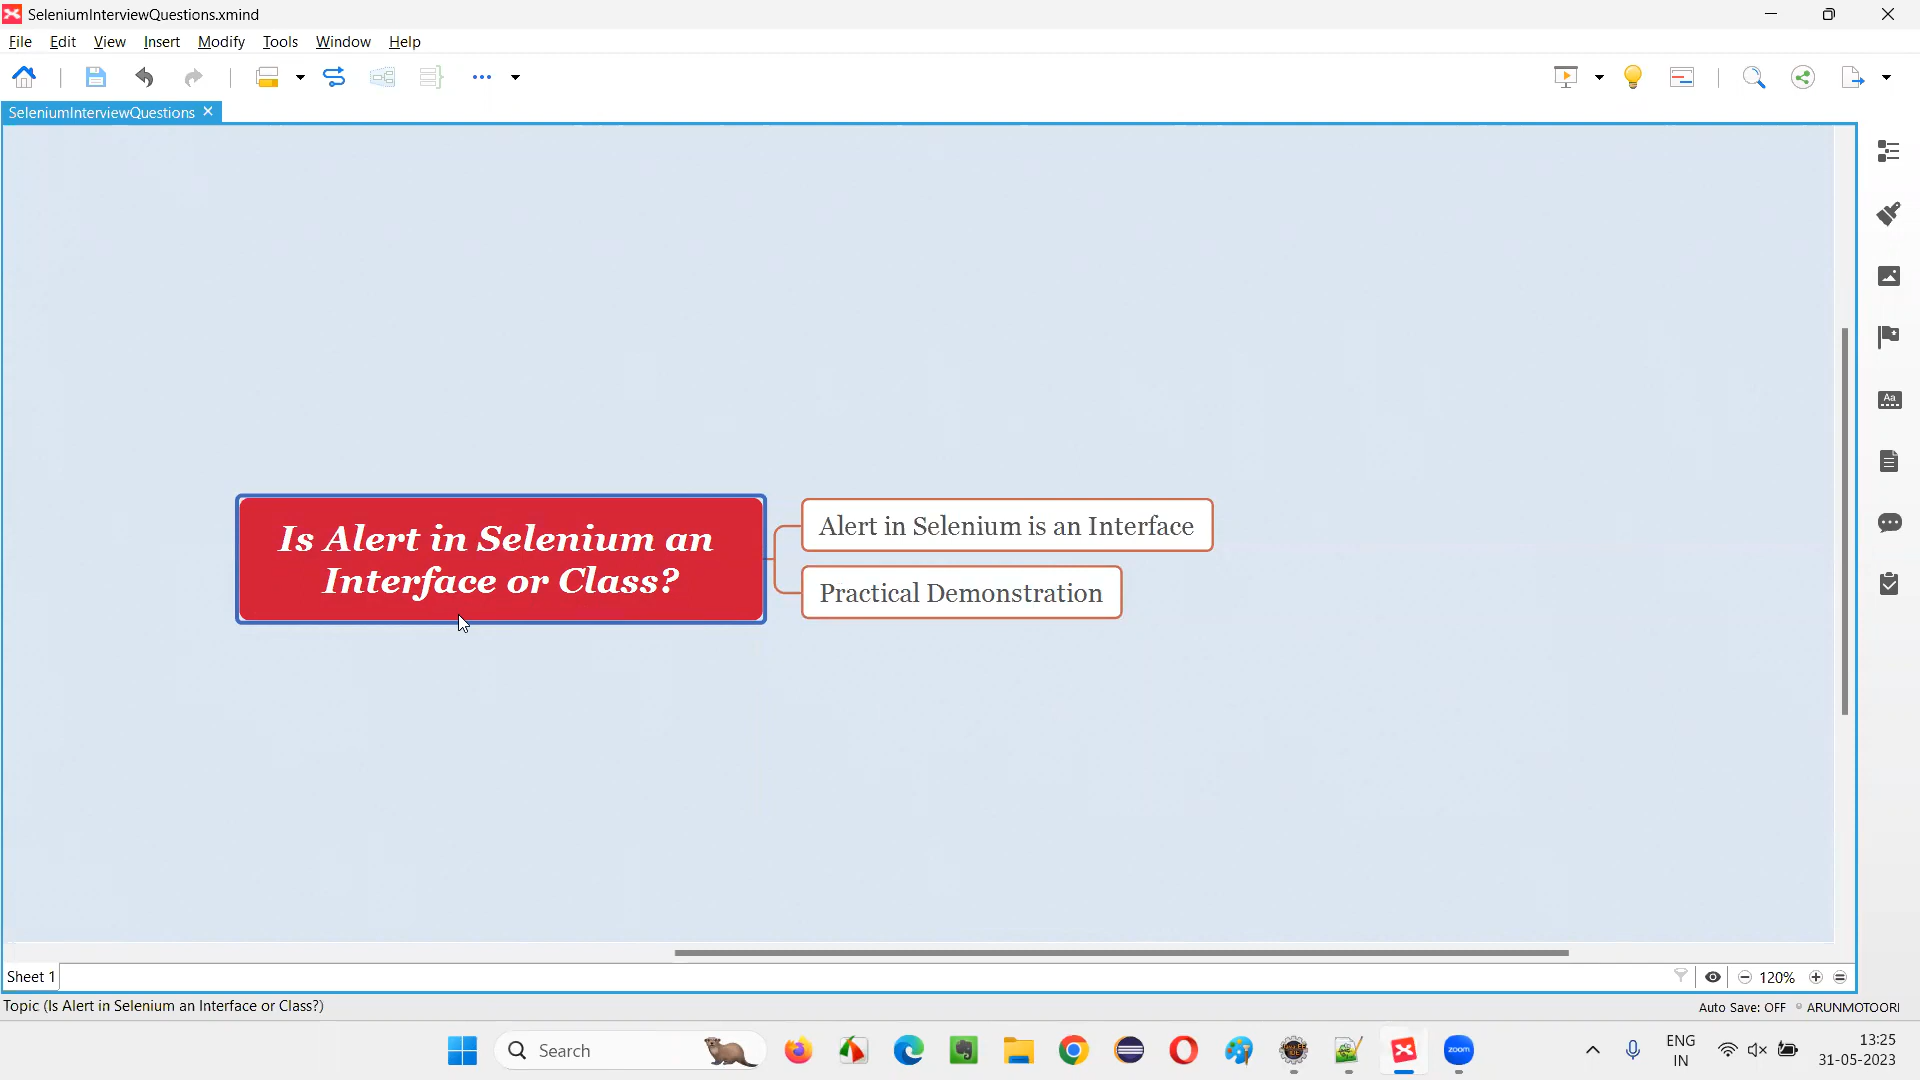 SeleniumInterviewQuestions.xmind
File Edit View Insert Modify Tools Window Help
SeleniumInterviewQuestions
Is Alert in Selenium an
Interface or Class?
Alert in Selenium is an Interface
Practical Demonstration
Aa
Sheet 1
120%
Topic (Is Alert in Selenium an Interface or Class?)
Auto Save: OFF ARUNMOTOORI
Search
zoom
ENG
IN
13:25
31-05-2023